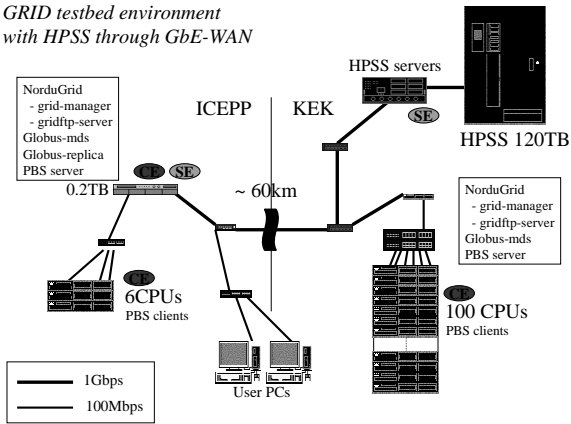 GRID testbed environment
with HPSS through GbE-WAN
NorduGrid
- grid-manager
- gridftp-server
Globus-mds
Globus-replica
PBS server
ICEPP
KEK
HPSS servers
SE
HPSS 120TB
CE
SE
0.2TB
~ 60km
NorduGrid
- grid-manager
- gridftp-server
Globus-mds
PBS server
CE
6CPUs
PBS clients
CE
100 CPUs
PBS clients
User PCs
1Gbps
100Mbps